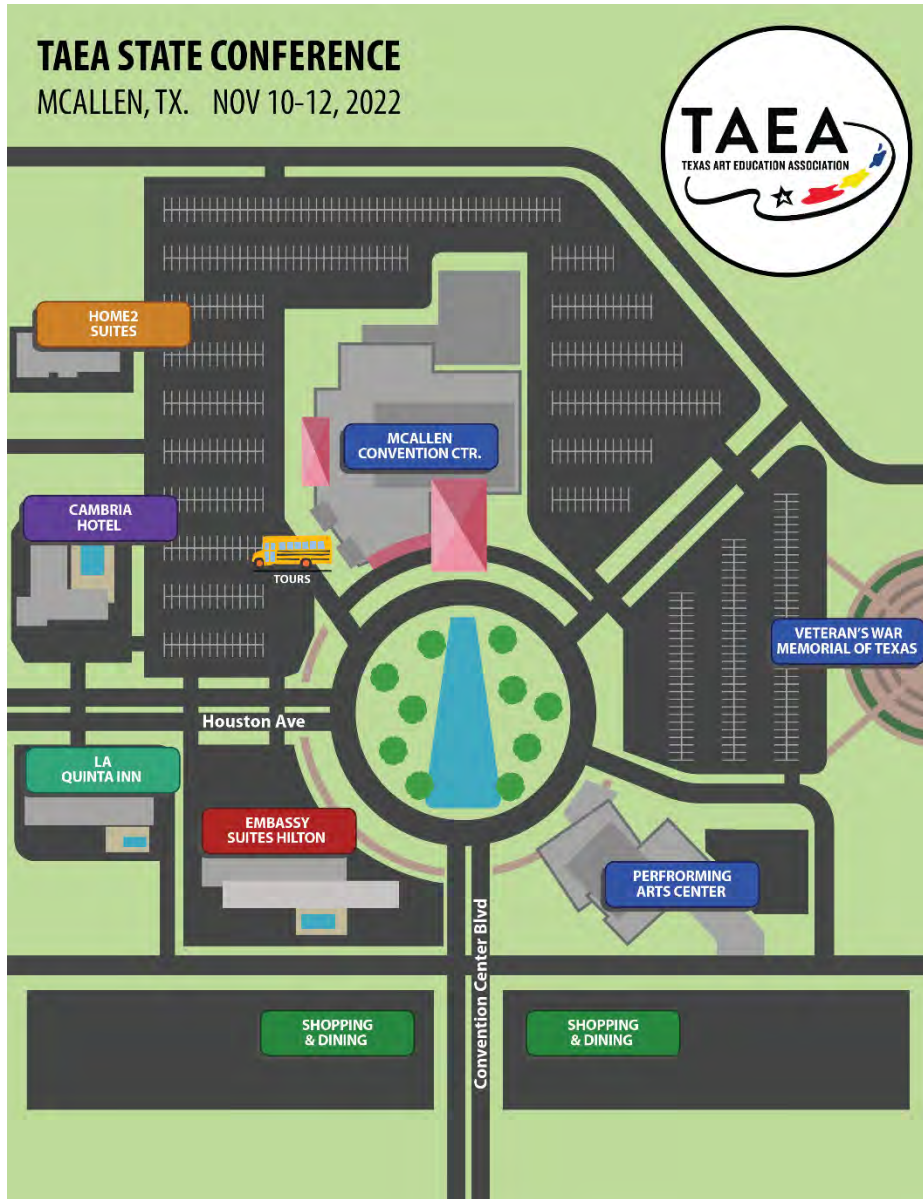 TAEA STATE CONFERENCE
MCALLEN, TX. NOV 10-12, 2022
TAEA
TEXAS ART EDUCATION ASSOCIATION
HOME2
SUITES
MCALLEN
CONVENTION CTR.
CAMBRIA
HOTEL
TOURS
VETERAN'S WAR
MEMORIAL OF TEXAS
Houston Ave
LA
QUINTA INN
EMBASSY
SUITES HILTON
PERFRORMING
ARTS CENTER
Convention Center Blvd
SHOPPING
& DINING
SHOPPING
& DINING